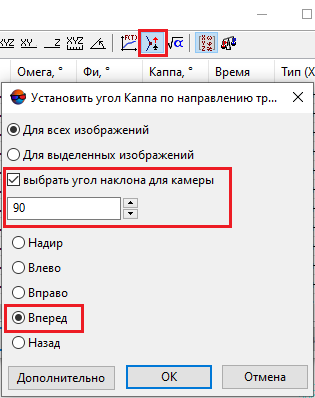 XYZ XYZ f(T) √α
Омега, ° Фи, ° Каппа, ° Время Тип (X
Установить угол Каппа по направлению тр...
Для всех изображений
Для выделенных изображений
выбрать угол наклона для камеры
90
Надир
Влево
Вправо
Вперед
Назад
Дополнительно OK Отмена